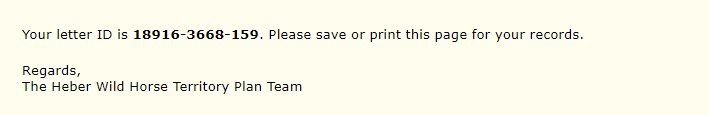 Your letter ID is 18916-3668-159. Please save or print this page for your records.
Regards,
The Heber Wild Horse Territory Plan Team